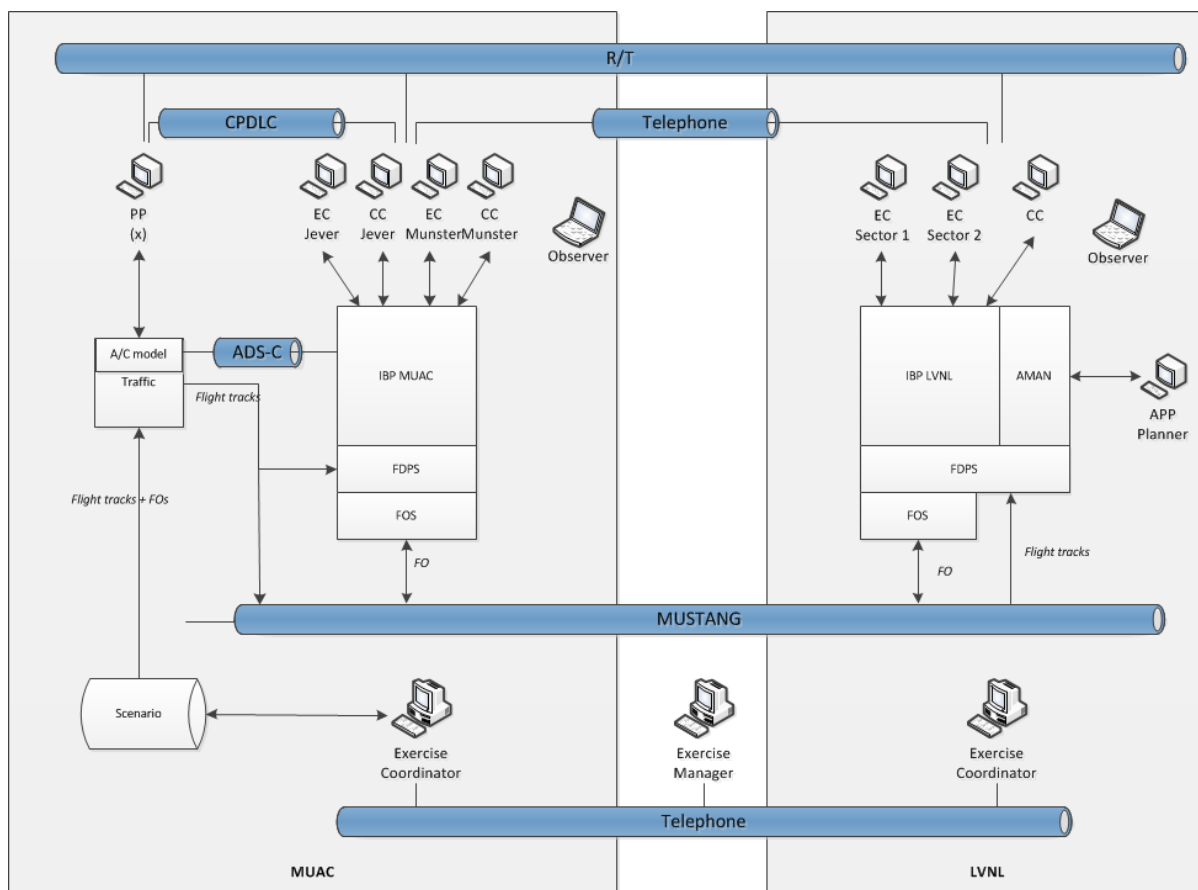 R/T
CPDLC
Telephone
PP
(x)
EC
Jever
CC
Jever
EC
Munster
CC
Munster
Observer
EC
Sector 1
EC
Sector 2
CC
Observer
A/C model
Traffic
ADS-C
Flight tracks
IBP MUAC
FDPS
FOS
IBP LVNL
AMAN
FDPS
FOS
APP
Planner
Flight tracks + FOs
FO
FO
Flight tracks
MUSTANG
Scenario
Exercise
Coordinator
Exercise
Manager
Exercise
Coordinator
Telephone
MUAC
LVNL